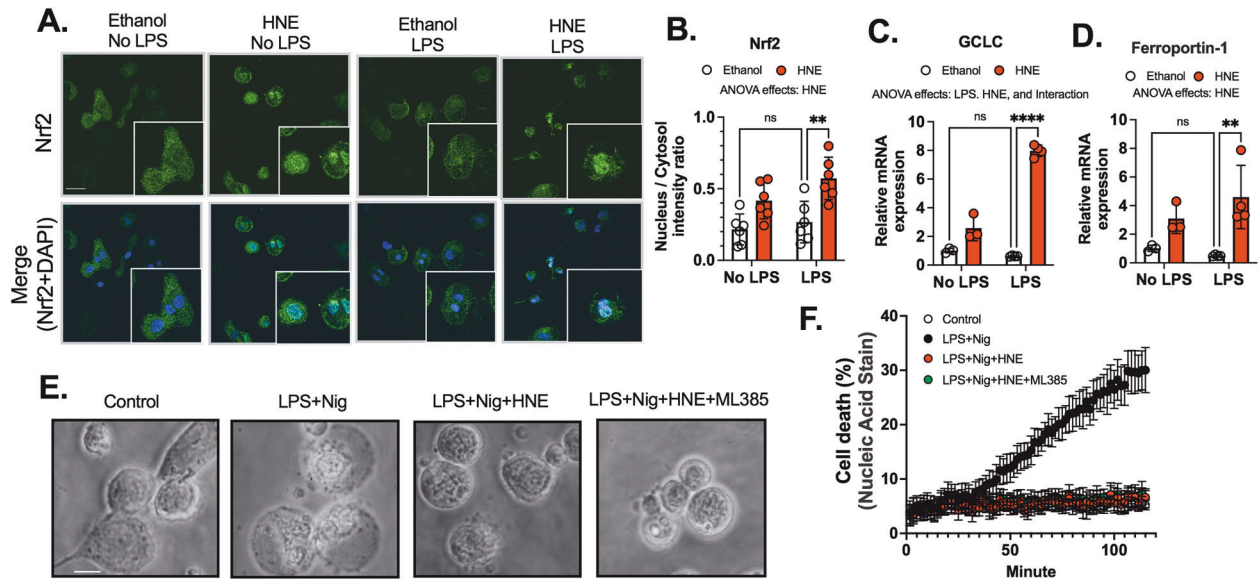 A.
Ethanol
No LPS
HNE
No LPS
Ethanol
LPS
HNE
LPS
Nrf2
Merge
(Nrf2+DAPI)
B.
Nrf2
Ethanol HNE
ANOVA effects: HNE
ns
**
Nucleus / Cytosol
intensity ratio
1.0
0.5
0.0
No LPS LPS
C.
GCLC
Ethanol HNE
ANOVA effects: LPS. HNE, and Interaction
ns
****
Relative mRNA
expression
10
8
6
4
2
0
No LPS LPS
D.
Ferroportin-1
Ethanol HNE
ANOVA effects: HNE
ns
**
Relative mRNA
expression
10
8
6
4
2
0
No LPS LPS
E.
Control
LPS+Nig
LPS+Nig+HNE
LPS+Nig+HNE+ML385
F.
Control
LPS+Nig
LPS+Nig+HNE
LPS+Nig+HNE+ML385
Cell death (%)
(Nucleic Acid Stain)
40
30
20
10
0
0 50 100
Minute